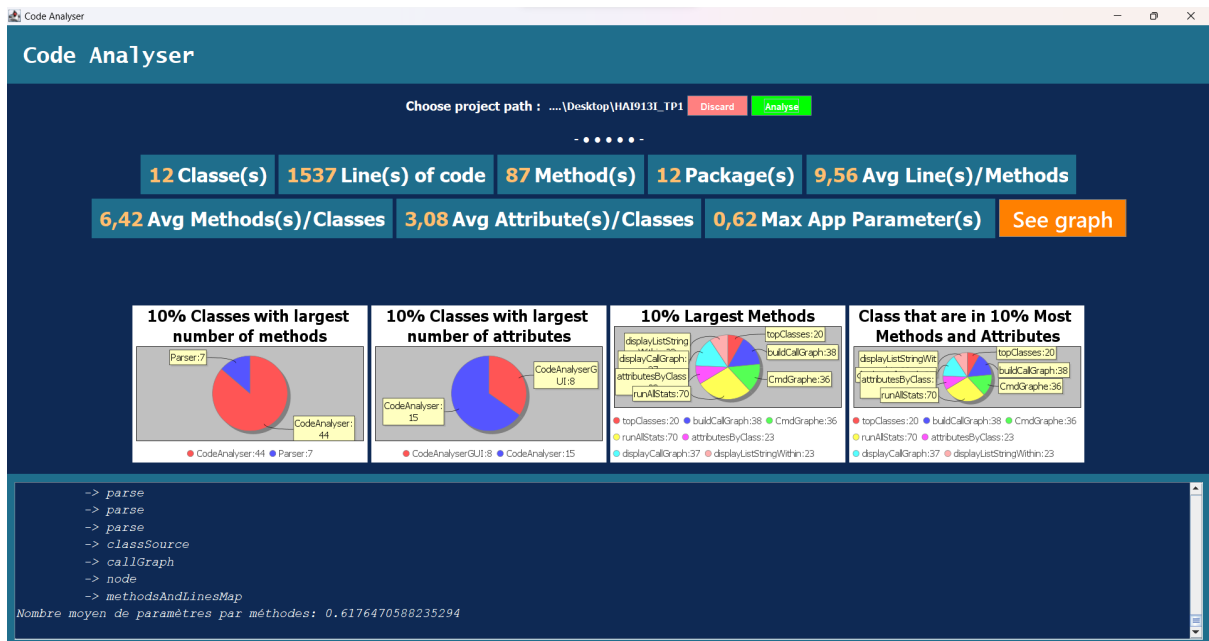 Code Analyser
Code Analyser
Choose project path : ....\Desktop\HAI913I_TP1 Discard Analyse
- • • • • • -
12 Classe(s) 1537 Line(s) of code 87 Method(s) 12 Package(s) 9,56 Avg Line(s)/Methods
6,42 Avg Methods(s)/Classes 3,08 Avg Attribute(s)/Classes 0,62 Max App Parameter(s) See graph
10% Classes with largest
number of methods
Parser:7
CodeAnalyser:
44
CodeAnalyser:44 Parser:7
10% Classes with largest
number of attributes
CodeAnalyserG
UI:8
CodeAnalyser:
15
CodeAnalyserGUI:8 CodeAnalyser:15
10% Largest Methods
topClasses:20
displayListString
buildCallGraph:38
displayCallGraph:
attributesByClass
CmdGraphe:36
runAllStats:70
topClasses:20 buildCallGraph:38 CmdGraphe:36
runAllStats:70 attributesByClass:23
displayCallGraph:37 displayListStringWithin:23
Class that are in 10% Most
Methods and Attributes
topClasses:20
displayListStringWit
buildCallGraph:38
attributesByClass:
CmdGraphe:36
runAllStats:70
topClasses:20 buildCallGraph:38 CmdGraphe:36
runAllStats:70 attributesByClass:23
displayCallGraph:37 displayListStringWithin:23
-> parse
-> parse
-> parse
-> classSource
-> callGraph
-> node
-> methodsAndLinesMap
Nombre moyen de paramètres par méthodes: 0.6176470588235294